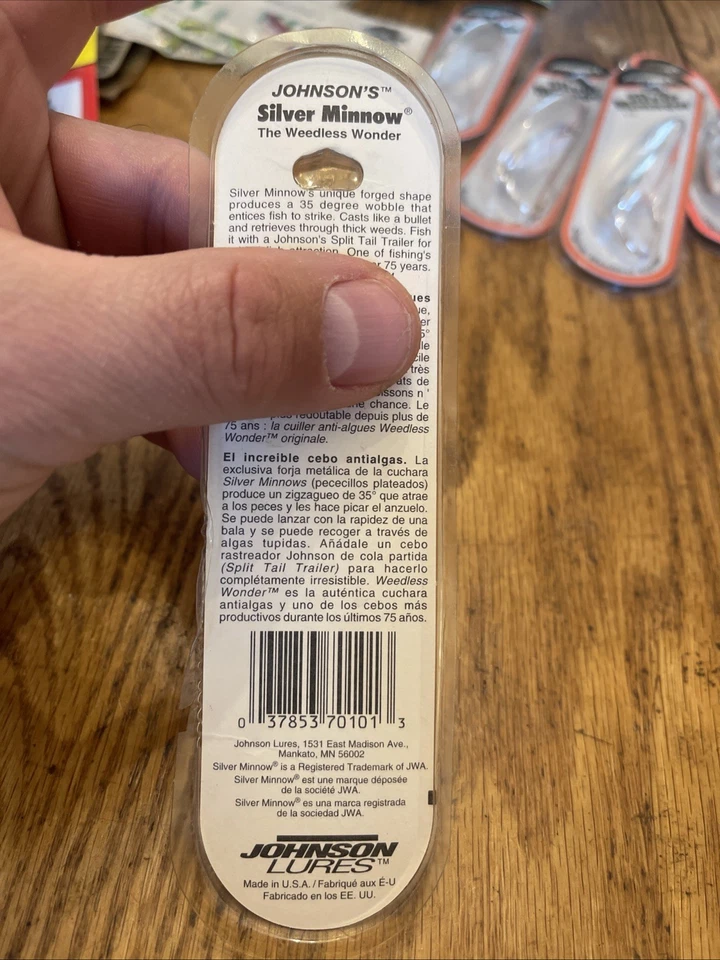 JOHNSON'S™
Silver Minnow®
The Weedless Wonder
Silver Minnow's unique forged shape
produces a 35 degree wobble that
entices fish to strike. Casts like a bullet
and retrieves through thick weeds. Fish
it with a Johnson's Split Tail Trailer for
attraction. One of fishing's
75 years.
ats de
issons n'
chance. Le
plus redoutable depuis plus de
75 ans : la cuiller anti-algues Weedless
Wonder™ originale.
El increible cebo antialgas. La
exclusiva forja metálica de la cuchara
Silver Minnows (pececillos plateados)
produce un zigzagueo de 35° que atrae
a los peces y les hace picar el anzuelo.
Se puede lanzar con la rapidez de una
bala y se puede recoger a través de
algas tupidas. Añádale un cebo
rastreador Johnson de cola partida
(Split Tail Trailer) para hacerlo
complétamente irresistible. Weedless
Wonder™ es la auténtica cuchara
antialgas y uno de los cebos más
productivos durante los últimos 75 años.
0 37853 70101 3
Johnson Lures, 1531 East Madison Ave.,
Mankato, MN 56002
Silver Minnow® is a Registered Trademark of JWA.
Silver Minnow® est une marque déposée
de la société JWA.
Silver Minnow® es una marca registrada
de la sociedad JWA.
JOHNSON
LURES™
Made in U.S.A. / Fabriqué aux É-U
Fabricado en los EE. UU.